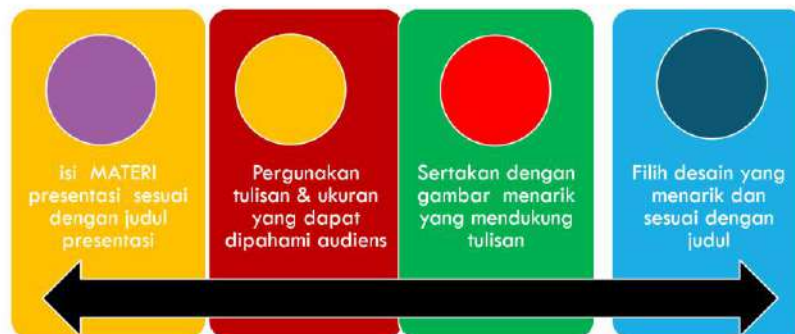 isi MATERI
presentasi sesuai
dengan judul
presentasi
Pergunakan
tulisan & ukuran
yang dapat
dipahami audiens
Sertakan dengan
gambar menarik
yang mendukung
tulisan
Filih desain yang
menarik dan
sesuai dengan
judul